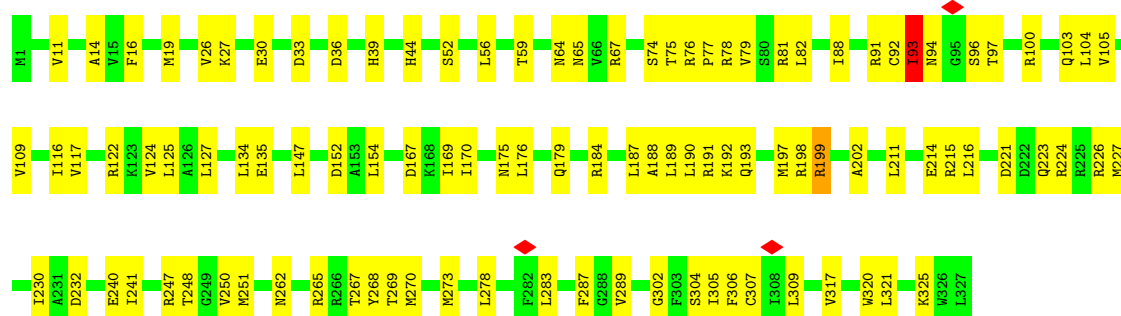 M1 V11 A14 V15 F16 M19 V26 K27 E30 D33 D36 H39 H44 S52 L56 T59 N64 N65 V66 R67 S74 T75 R76 P77 R78 V79 S80 R81 L82 I88 R91 C92 I93 N94 G95 S96 T97 R100 Q103 L104 V105
V109 I116 V117 R122 K123 V124 L125 A126 L127 L134 E135 L147 D152 A153 L154 D167 K168 I169 I170 N175 L176 Q179 R184 L187 A188 L189 L190 R191 K192 Q193 M197 R198 R199 A202 L211 E214 R215 L216 D221 D222 Q223 R224 R225 R226 M227
I230 A231 D232 E240 I241 R247 T248 G249 V250 M251 N262 R265 R266 T267 Y268 T269 M270 M273 L278 F282 L283 F287 G288 V289 G302 F303 S304 I305 F306 C307 I308 L309 V317 W320 L321 K325 W326 L327